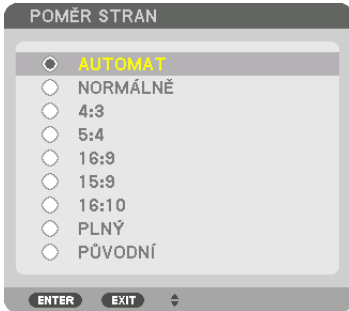 POMĚR STRAN
AUTOMAT
NORMÁLNĚ
4:3
5:4
16:9
15:9
16:10
PLNÝ
PŮVODNÍ
ENTER EXIT